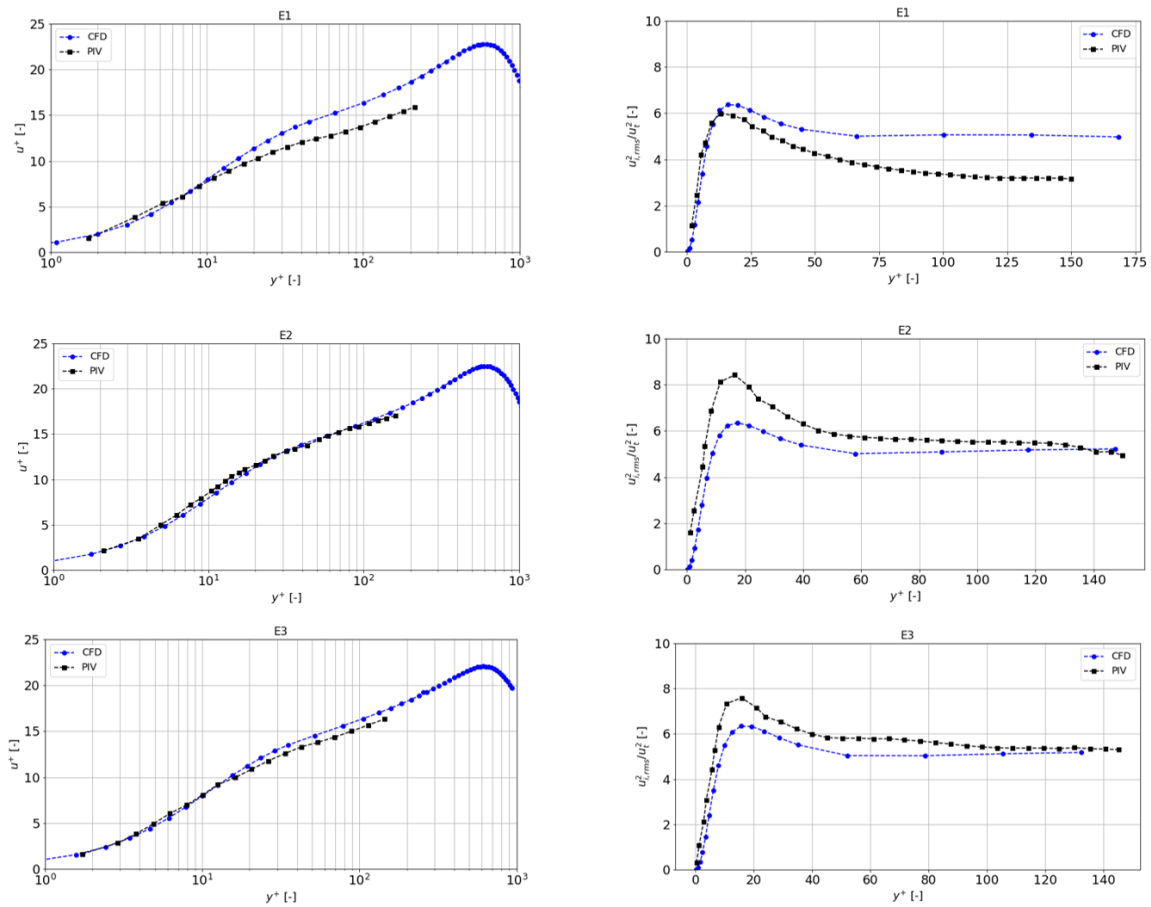 E1
25
20
15
10
5
0
u⁺ [-]
CFD
PIV
10⁰ 10¹ 10² 10³
y⁺ [-]
E1
10
8
6
4
2
0
u²ᵢ,ᵣₘₛ/u²ₜ [-]
CFD
PIV
0 25 50 75 100 125 150 175
y⁺ [-]
E2
25
20
15
10
5
0
u⁺ [-]
CFD
PIV
10⁰ 10¹ 10² 10³
y⁺ [-]
E2
10
8
6
4
2
0
u²ᵢ,ᵣₘₛ/u²ₜ [-]
CFD
PIV
0 20 40 60 80 100 120 140
y⁺ [-]
E3
25
20
15
10
5
0
u⁺ [-]
CFD
PIV
10⁰ 10¹ 10² 10³
y⁺ [-]
E3
10
8
6
4
2
0
u²ᵢ,ᵣₘₛ/u²ₜ [-]
CFD
PIV
0 20 40 60 80 100 120 140
y⁺ [-]